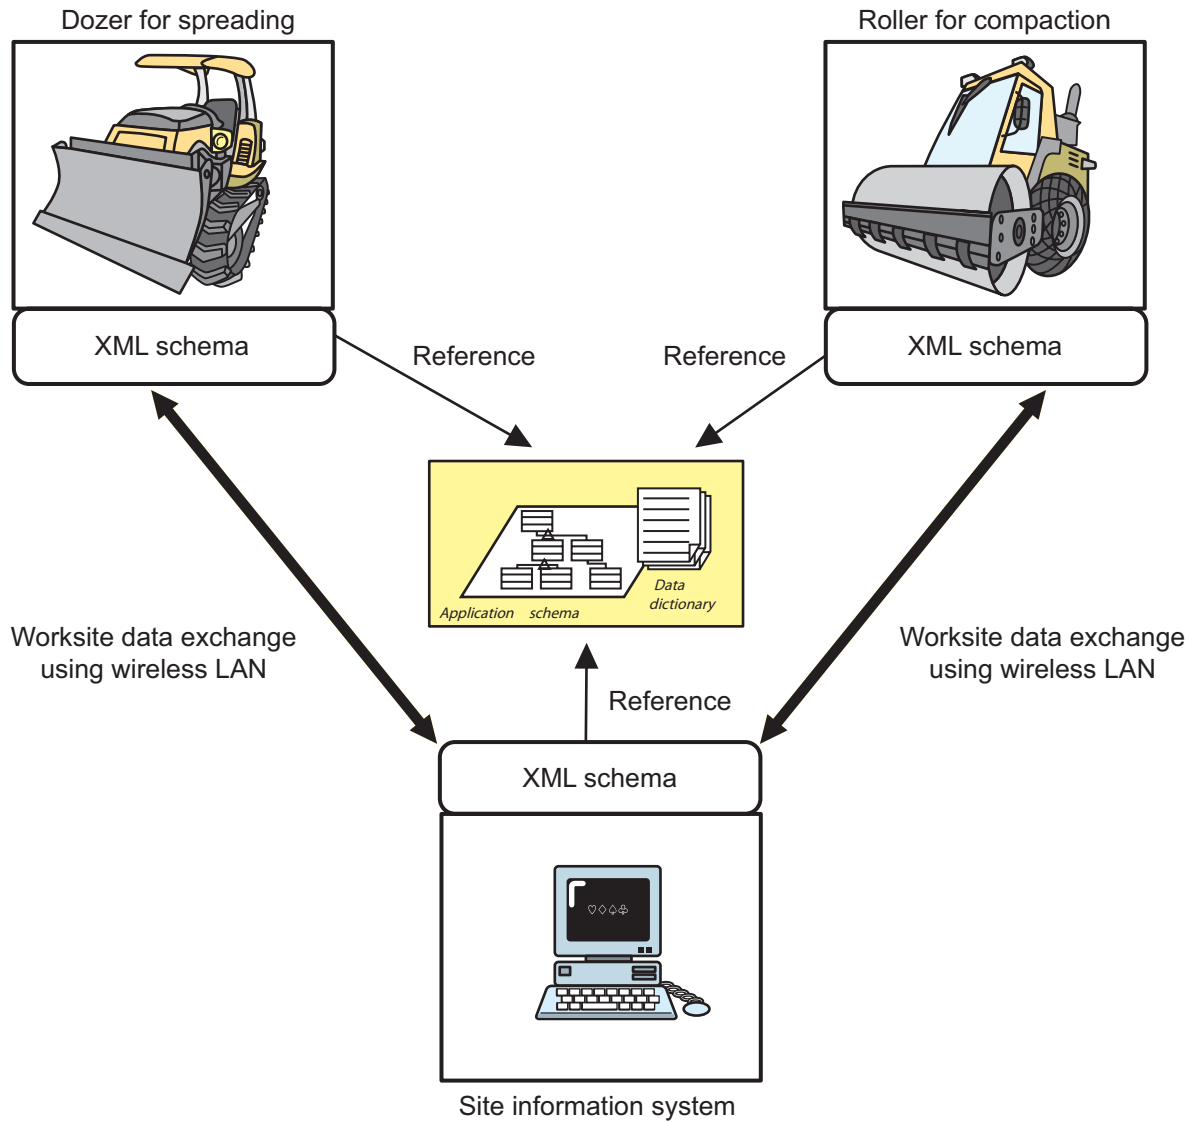 Dozer for spreading
Roller for compaction
XML schema
XML schema
Reference
Reference
Application schema
Data
dictionary
Worksite data exchange
using wireless LAN
Worksite data exchange
using wireless LAN
Reference
XML schema
♡♢♤♧
Site information system